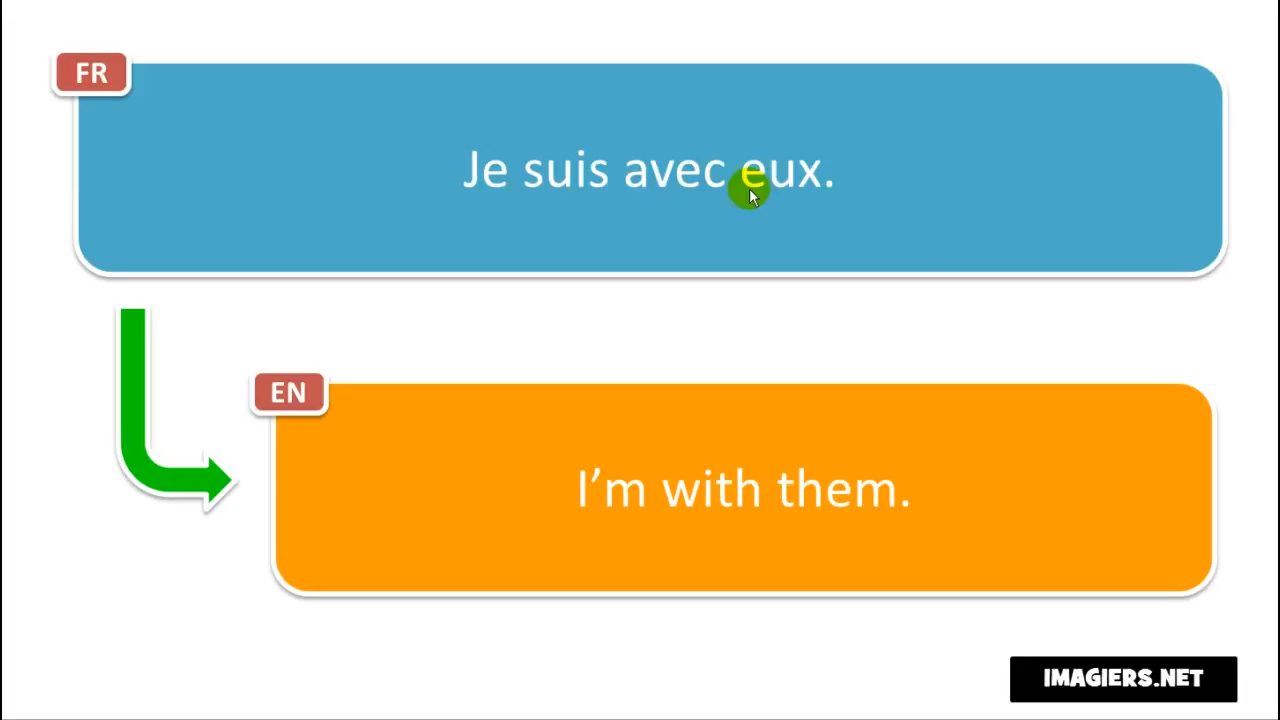 FR
Je suis avec eux.
EN
I’m with them.
IMAGIERS.NET